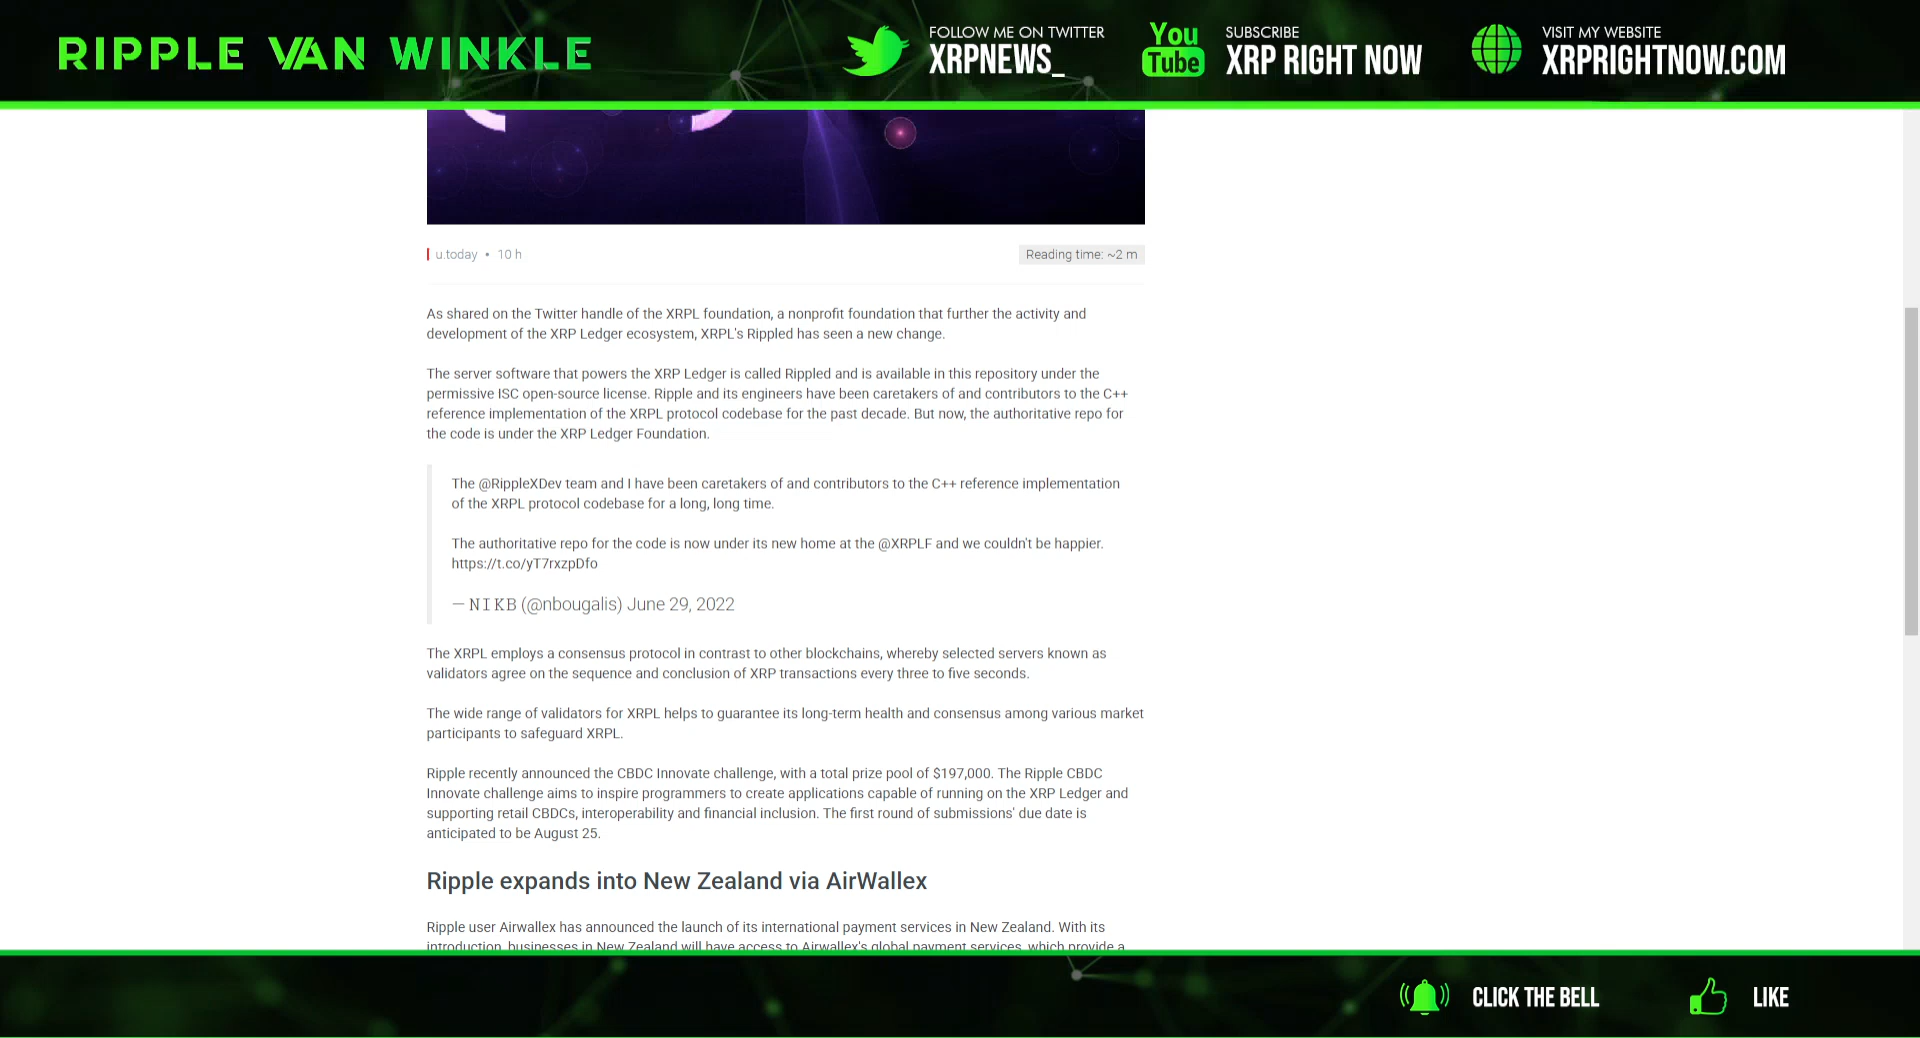 RIPPLE VAN WINKLE
FOLLOW ME ON TWITTER
XRPNEWS_
You
Tube
SUBSCRIBE
XRP RIGHT NOW
VISIT MY WEBSITE
XRPRIGHTNOW.COM
u.today • 10 h
Reading time: ~2 m
As shared on the Twitter handle of the XRPL foundation, a nonprofit foundation that further the activity and
development of the XRP Ledger ecosystem, XRPL's Rippled has seen a new change.
The server software that powers the XRP Ledger is called Rippled and is available in this repository under the
permissive ISC open-source license. Ripple and its engineers have been caretakers of and contributors to the C++
reference implementation of the XRPL protocol codebase for the past decade. But now, the authoritative repo for
the code is under the XRP Ledger Foundation.
The @RippleXDev team and I have been caretakers of and contributors to the C++ reference implementation
of the XRPL protocol codebase for a long, long time.
The authoritative repo for the code is now under its new home at the @XRPLF and we couldn't be happier.
https://t.co/yT7rxzpDfo
— N I K B (@nbougalis) June 29, 2022
The XRPL employs a consensus protocol in contrast to other blockchains, whereby selected servers known as
validators agree on the sequence and conclusion of XRP transactions every three to five seconds.
The wide range of validators for XRPL helps to guarantee its long-term health and consensus among various market
participants to safeguard XRPL.
Ripple recently announced the CBDC Innovate challenge, with a total prize pool of $197,000. The Ripple CBDC
Innovate challenge aims to inspire programmers to create applications capable of running on the XRP Ledger and
supporting retail CBDCs, interoperability and financial inclusion. The first round of submissions' due date is
anticipated to be August 25.
Ripple expands into New Zealand via AirWallex
Ripple user Airwallex has announced the launch of its international payment services in New Zealand. With its
introduction, businesses in New Zealand will have access to Airwallex's global payment services, which provide a
CLICK THE BELL
LIKE